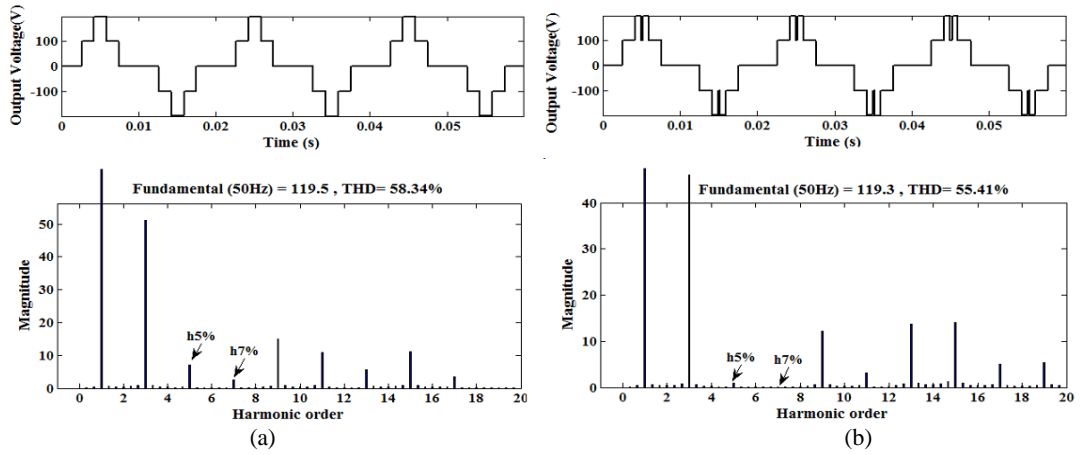 Output Voltage(V)
100
0
-100
0
0.01
0.02
0.03
0.04
0.05
Time (s)
Fundamental (50Hz) = 119.5 , THD= 58.34%
Magnitude
50
40
30
20
10
0
h5%
h7%
0 2 4 6 8 10 12 14 16 18 20
Harmonic order
(a)
Output Voltage(V)
100
0
-100
0
0.01
0.02
0.03
0.04
0.05
Time (s)
Fundamental (50Hz) = 119.3 , THD= 55.41%
Magnitude
40
30
20
10
0
h5%
h7%
0 2 4 6 8 10 12 14 16 18 20
Harmonic order
(b)